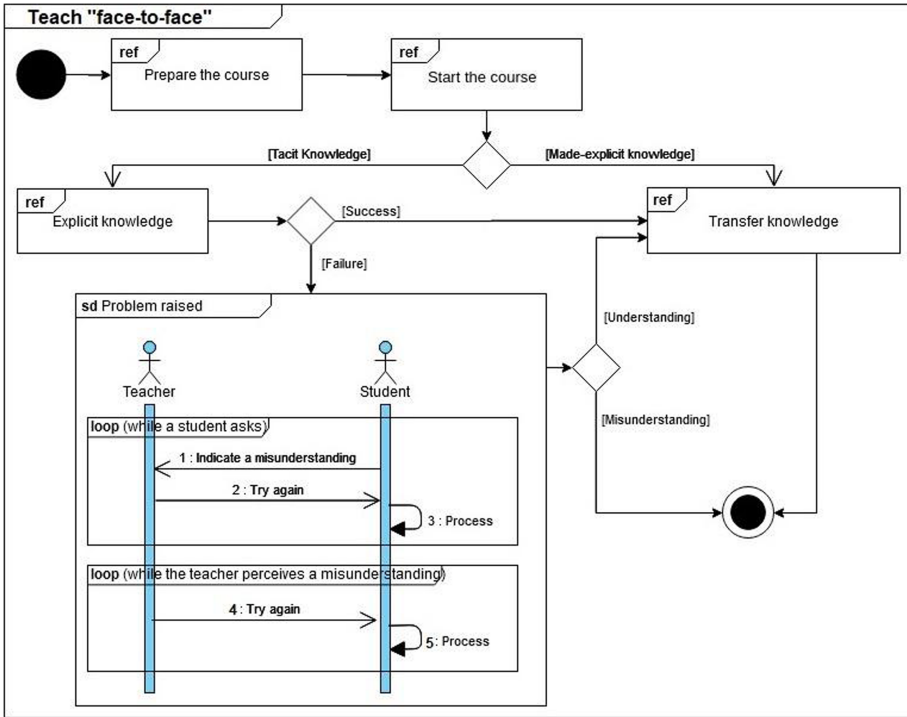 Teach "face-to-face"
ref
Prepare the course
ref
Start the course
[Tacit Knowledge]
[Made-explicit knowledge]
ref
Explicit knowledge
[Success]
ref
Transfer knowledge
[Failure]
sd Problem raised
[Understanding]
Teacher
Student
[Misunderstanding]
loop (while a student asks)
1 : Indicate a misunderstanding
2 : Try again
3 : Process
loop (while the teacher perceives a misunderstanding)
4 : Try again
5 : Process